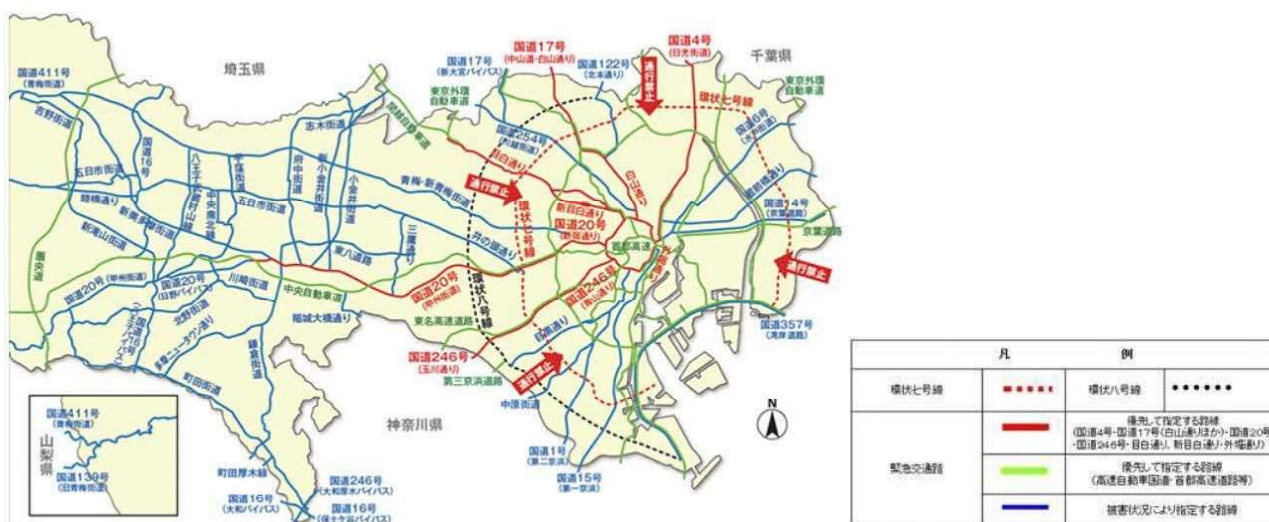 国道411号
(青梅街道)
吉野街道
国道16号
五日市街道
睦橋通り
新滝山街道
新奥多摩街道
八王子武蔵村山線
中央南北線
五日市街道
府中街道
新小金井街道
小金井街道
志木街道
埼玉県
関越自動車道
東京外環
自動車道
国道17号
(新大宮バイパス)
国道17号
(中山道・白山通り)
国道122号
(北本通り)
通行禁止
国道4号
(日光街道)
千葉県
東京外環
自動車道
環状七号線
国道6号
(水戸街道)
国道254号
(川越街道)
目白通り
白山通り
蔵前橋通り
国道14号
(京葉道路)
京葉道路
青梅・新青梅街道
通行禁止
環状七号線
新目白通り
国道20号
(新宿通り)
首都高速
通行禁止
井の頭通り
三鷹通り
東八道路
圏央道
国道20号(甲州街道)
国道20号
(日野バイパス)
川崎街道
中央自動車道
国道20号
(甲州街道)
環状八号線
国道246号
(青山通り)
北野街道
多摩ニュータウン通り
稲城大橋通り
鎌倉街道
東名高速道路
目黒通り
国道357号
(湾岸道路)
国道246号
(玉川通り)
第三京浜道路
通行禁止
町田街道
中原街道
神奈川県
国道1号
(第二京浜)
国道15号
(第一京浜)
N
国道411号
(青梅街道)
山梨県
国道139号
(旧青梅街道)
町田厚木線
国道16号
(大和バイパス)
国道246号
(大和厚木バイパス)
国道16号
(保土ケ谷バイパス)
凡 例
環状七号線
環状八号線
緊急交通路
優先して指定する路線
(国道4号・国道17号(白山通りほか)・国道20号
・国道246号・目白通り、新目白通り・外堀通り)
優先して指定する路線
(高速自動車国道・首都高速道路等)
被害状況により指定する路線